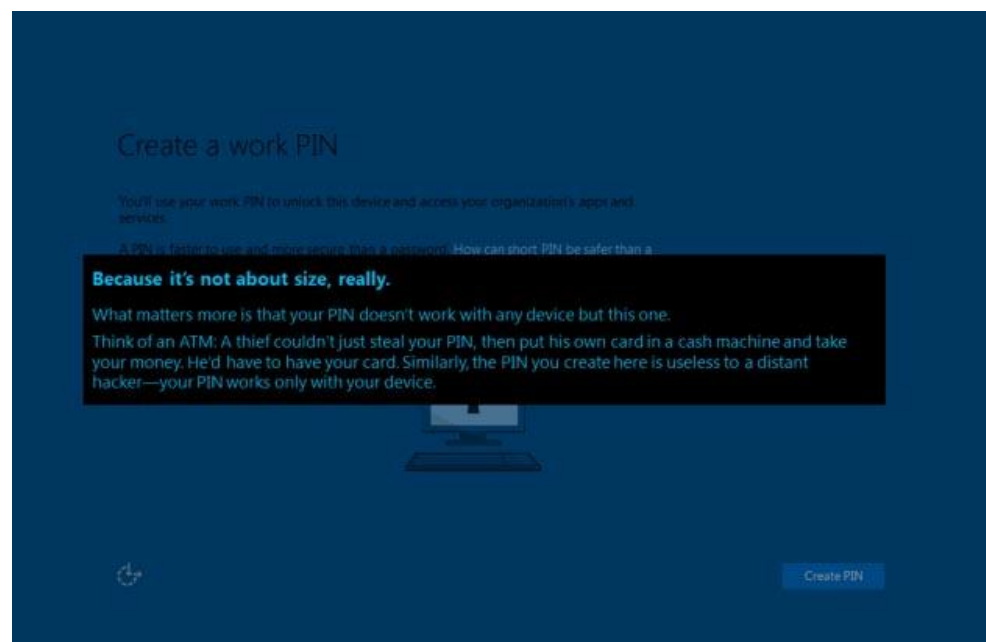 Create a work PIN
You'll use your work PIN to unlock this device and access your organization's apps and
services.
A PIN is faster to use and more secure than a password. How can short PIN be safer than a
Because it's not about size, really.
What matters more is that your PIN doesn't work with any device but this one.
Think of an ATM: A thief couldn't just steal your PIN, then put his own card in a cash machine and take
your money. He'd have to have your card. Similarly, the PIN you create here is useless to a distant
hacker—your PIN works only with your device.
Create PIN